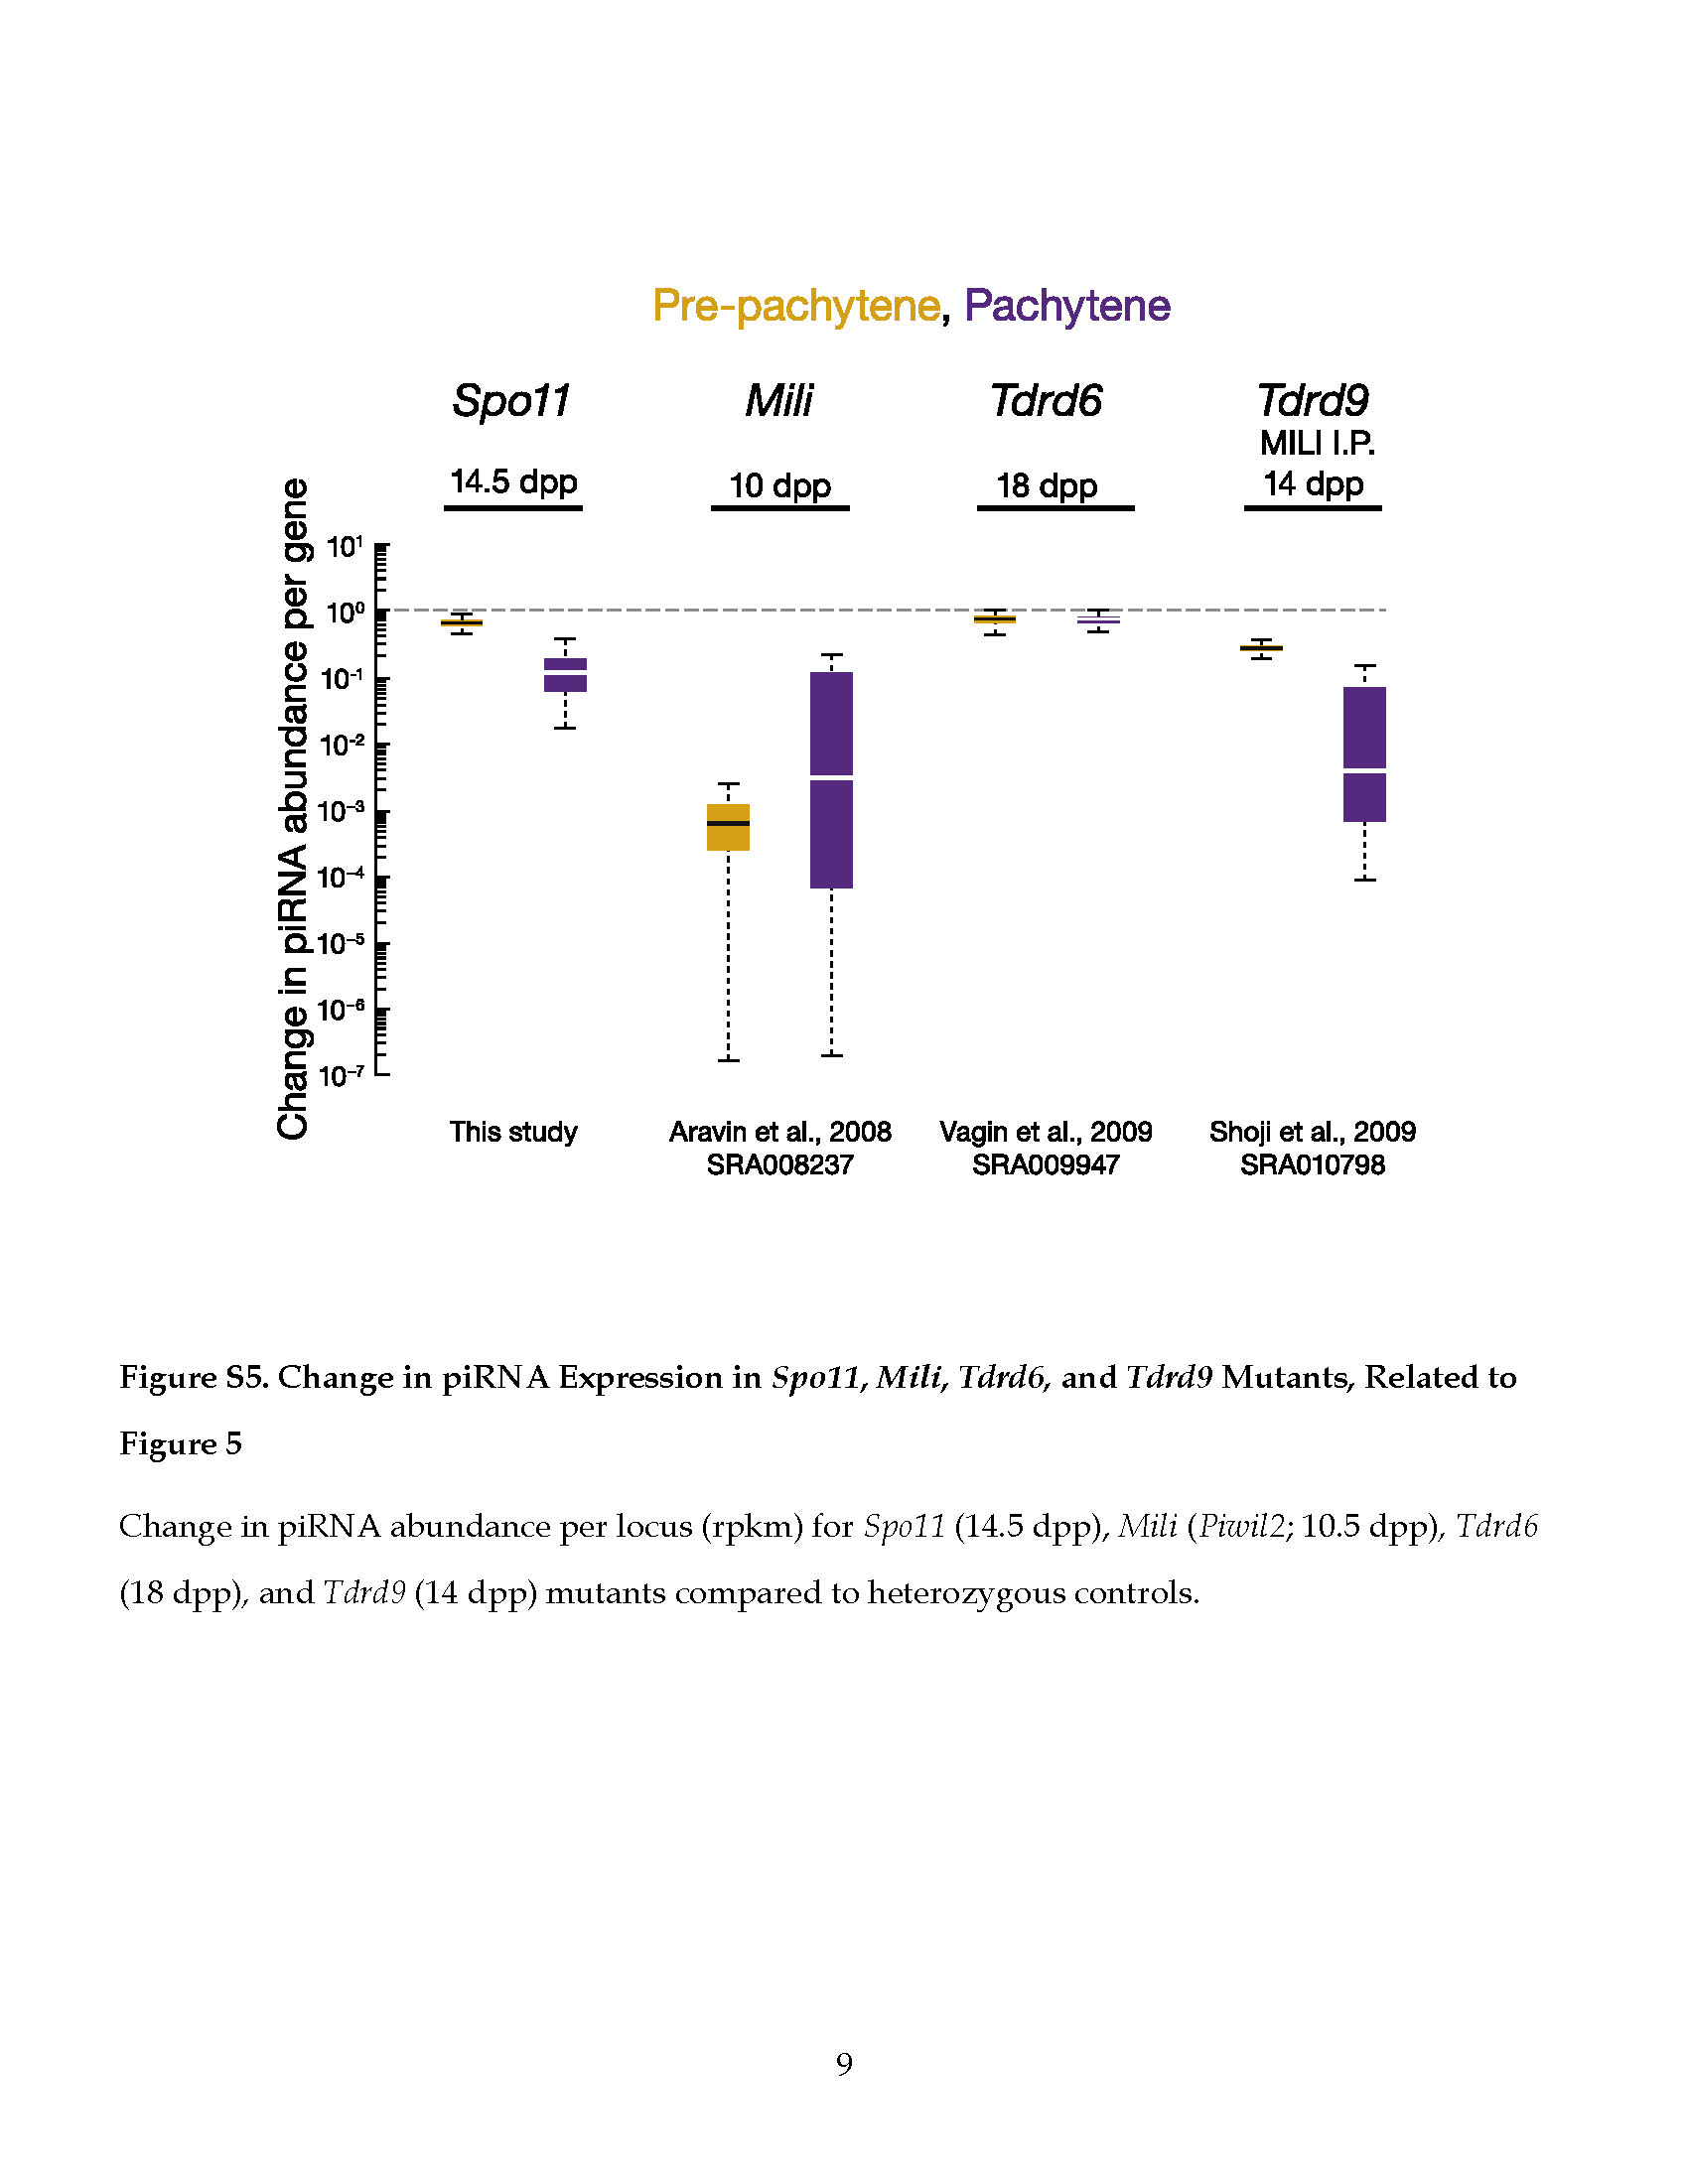 Pre-pachytene, Pachytene
Spo11 Mili Tdrd6 Tdrd9
MILI I.P.
14.5 dpp 10 dpp 18 dpp 14 dpp
Change in piRNA abundance per gene
10¹
10⁰
10⁻¹
10⁻²
10⁻³
10⁻⁴
10⁻⁵
10⁻⁶
10⁻⁷
This study Aravin et al., 2008 Vagin et al., 2009 Shoji et al., 2009
SRA008237 SRA009947 SRA010798
Figure S5. Change in piRNA Expression in Spo11, Mili, Tdrd6, and Tdrd9 Mutants, Related to
Figure 5
Change in piRNA abundance per locus (rpkm) for Spo11 (14.5 dpp), Mili (Piwil2; 10.5 dpp), Tdrd6
(18 dpp), and Tdrd9 (14 dpp) mutants compared to heterozygous controls.
9